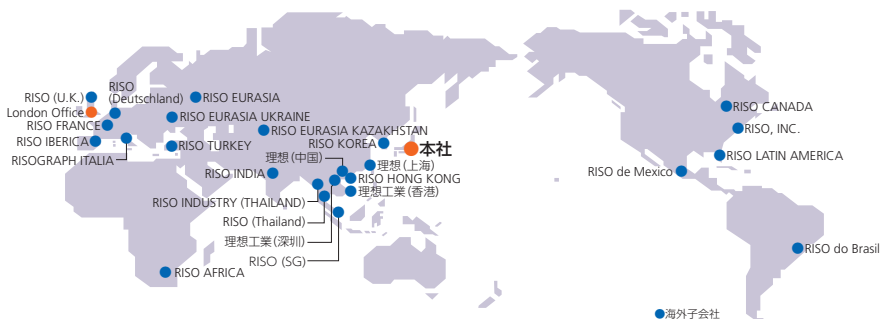 RISO (U.K.)
London Office
RISO
(Deutschland)
RISO FRANCE
RISO IBERICA
RISOGRAPH ITALIA
RISO EURASIA
RISO EURASIA UKRAINE
RISO EURASIA KAZAKHSTAN
RISO TURKEY
RISO KOREA
本社
理想(中国)
理想(上海)
RISO INDIA
RISO HONG KONG
理想工業(香港)
RISO INDUSTRY (THAILAND)
RISO (Thailand)
理想工業(深圳)
RISO (SG)
RISO AFRICA
RISO CANADA
RISO, INC.
RISO LATIN AMERICA
RISO de Mexico
RISO do Brasil
海外子会社